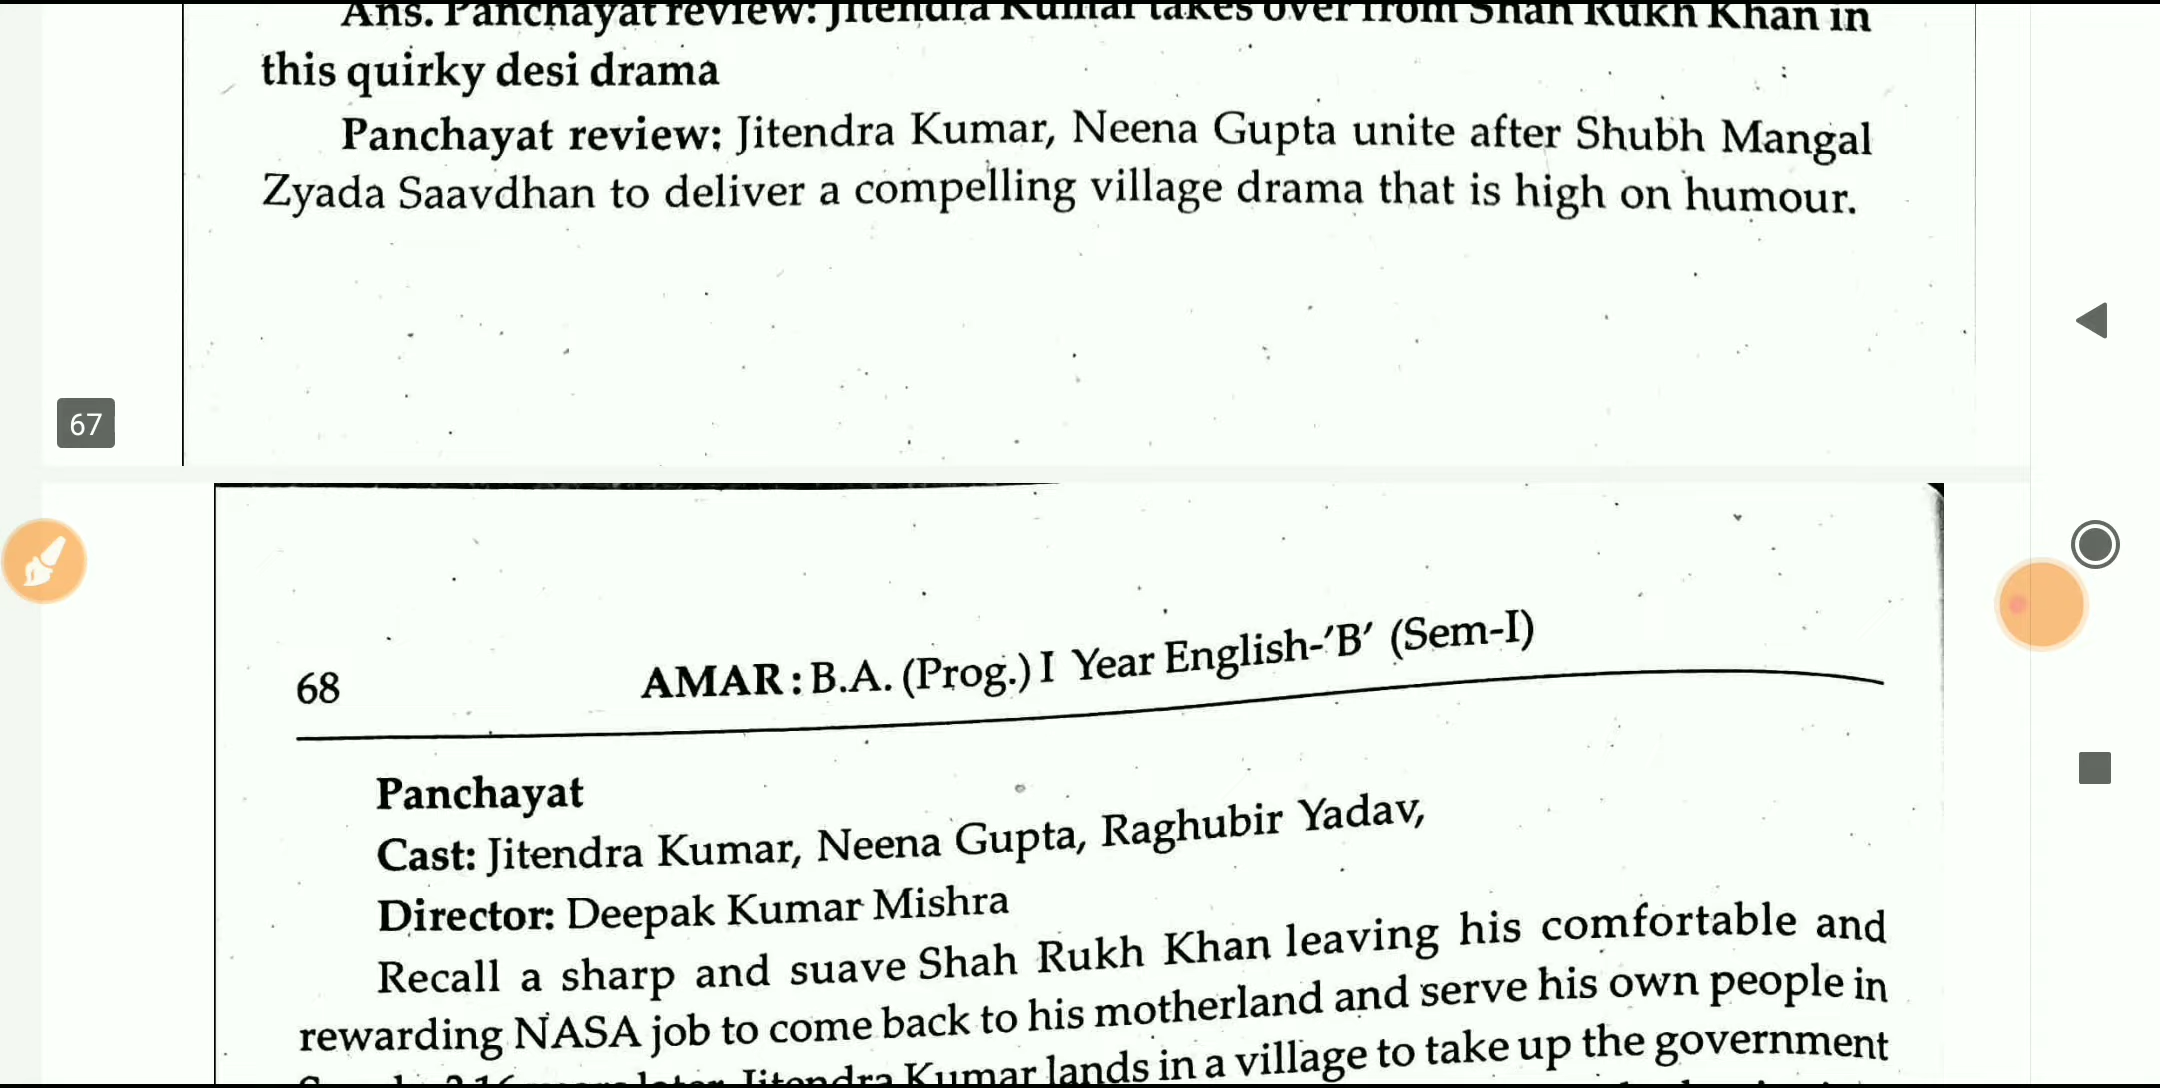 Ans. Panchayat review: Jitendra Kumar takes over from Shah Rukh Khan in
this quirky desi drama
Panchayat review: Jitendra Kumar, Neena Gupta unite after Shubh Mangal
Zyada Saavdhan to deliver a compelling village drama that is high on humour.
67
68 AMAR : B.A. (Prog.) I Year English-'B' (Sem-I)
Panchayat
Cast: Jitendra Kumar, Neena Gupta, Raghubir Yadav,
Director: Deepak Kumar Mishra
Recall a sharp and suave Shah Rukh Khan leaving his comfortable and
rewarding NASA job to come back to his motherland and serve his own people in
Jitendra Kumar lands in a village to take up the government